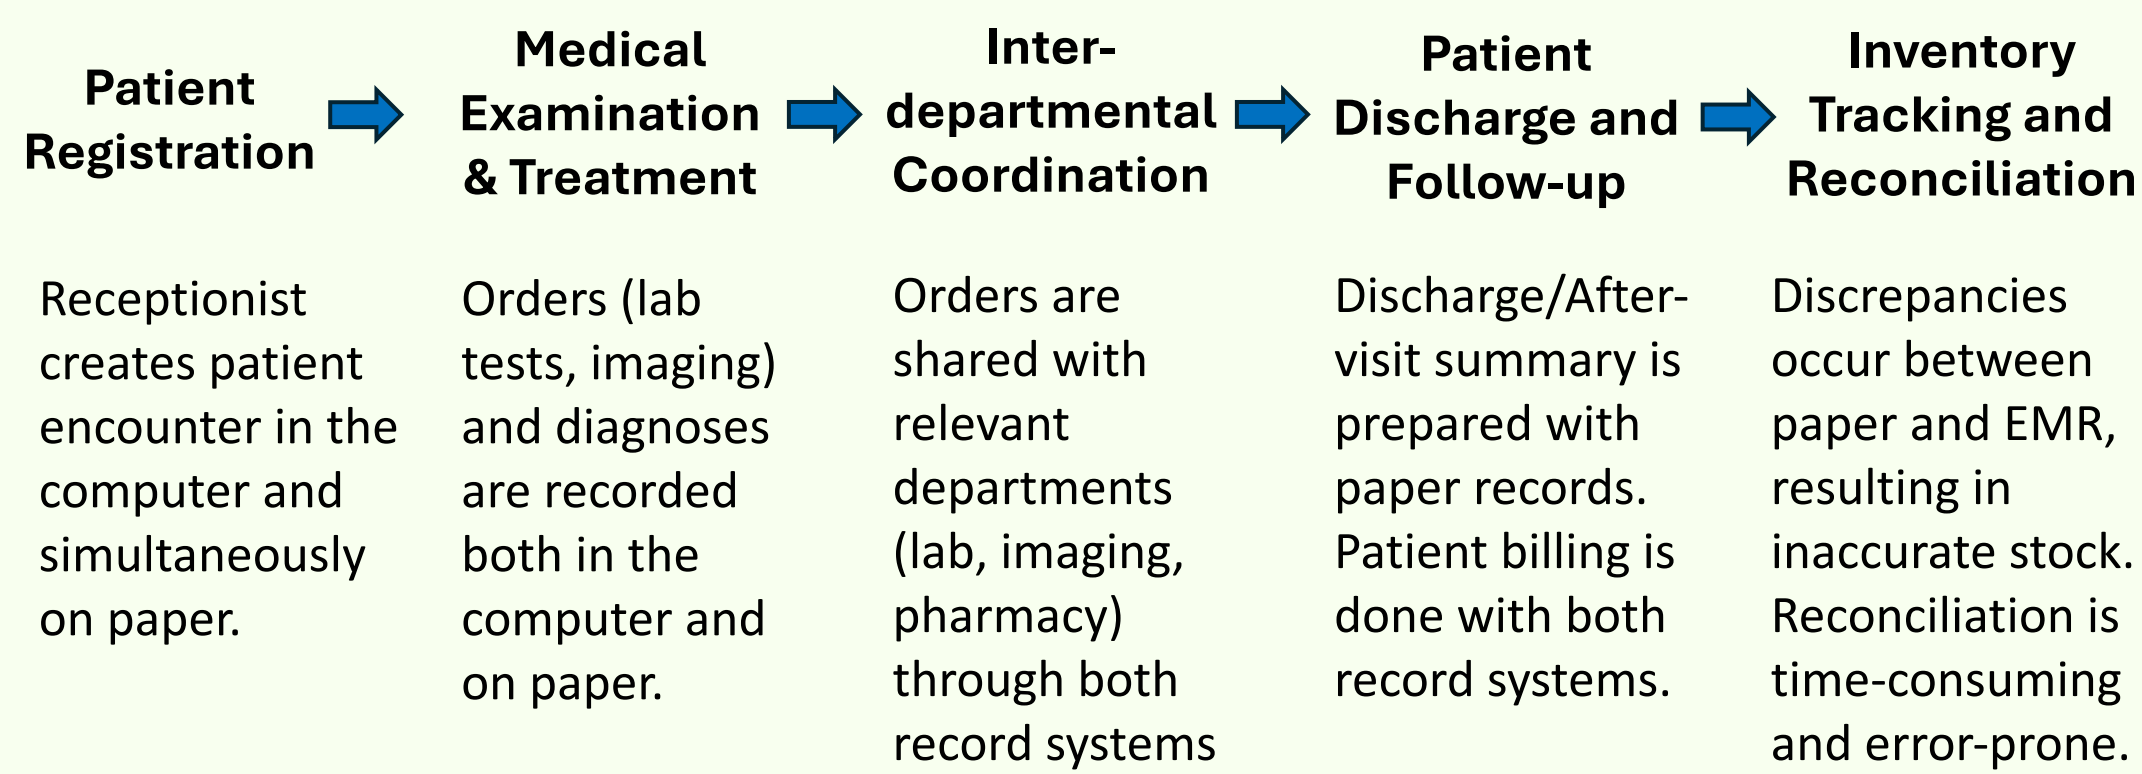 Patient
Registration
Medical
Examination
& Treatment
Inter-
departmental
Coordination
Patient
Discharge and
Follow-up
Inventory
Tracking and
Reconciliation
Receptionist
creates patient
encounter in the
computer and
simultaneously
on paper.
Orders (lab
tests, imaging)
and diagnoses
are recorded
both in the
computer and
on paper.
Orders are
shared with
relevant
departments
(lab, imaging,
pharmacy)
through both
record systems
Discharge/After-
visit summary is
prepared with
paper records.
Patient billing is
done with both
record systems.
Discrepancies
occur between
paper and EMR,
resulting in
inaccurate stock.
Reconciliation is
time-consuming
and error-prone.